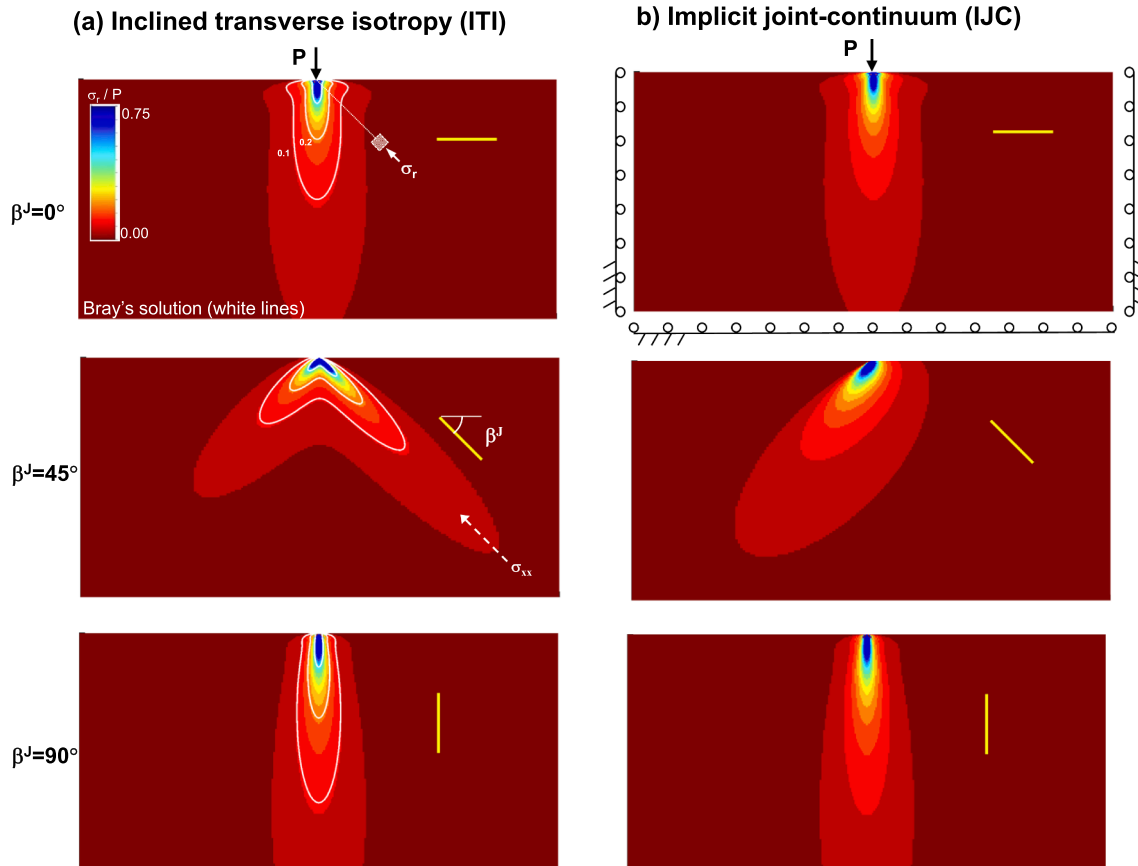 (a) Inclined transverse isotropy (ITI)
b) Implicit joint-continuum (IJC)
P
P
σr / P
0.75
0.00
0.1
0.2
σr
βJ=0°
Bray's solution (white lines)
βJ=45°
βJ
σxx
βJ=90°